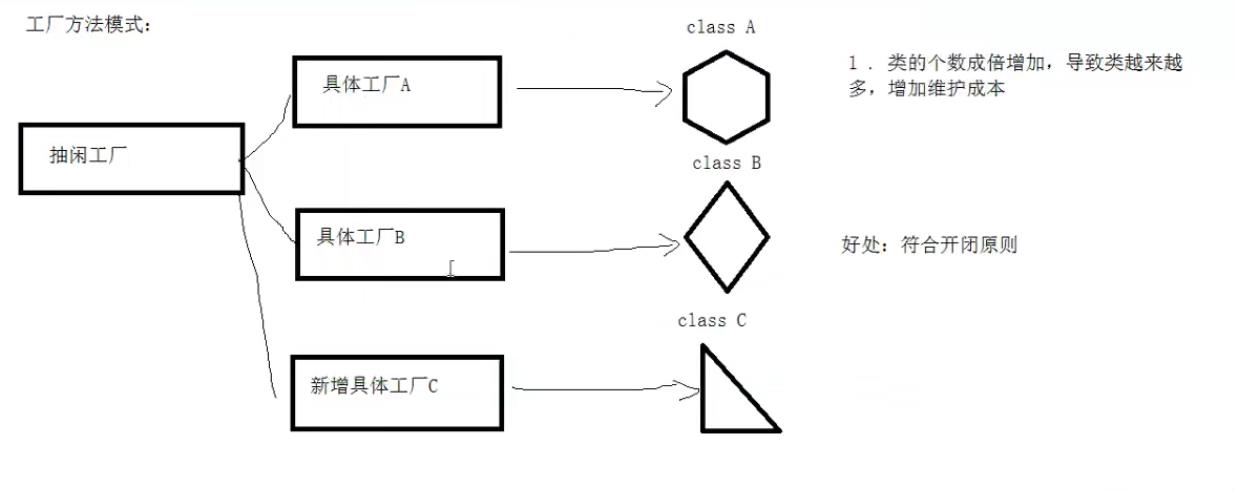 工厂方法模式：
class A
具体工厂A
1 . 类的个数成倍增加，导致类越来越
多，增加维护成本
抽闲工厂
class B
具体工厂B
好处：符合开闭原则
class C
新增具体工厂C